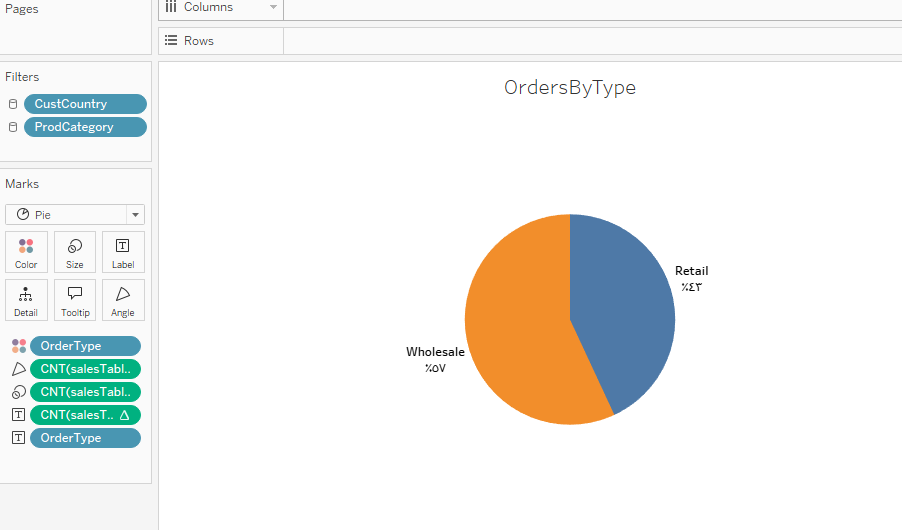 Pages
Columns
Rows
Filters
CustCountry
ProdCategory
Marks
Pie
Color
Size
Label
Detail
Tooltip
Angle
OrderType
CNT(salesTabl..
CNT(salesTabl..
CNT(salesT..
OrderType
OrdersByType
Retail
٪٤٣
Wholesale
٪٥٧